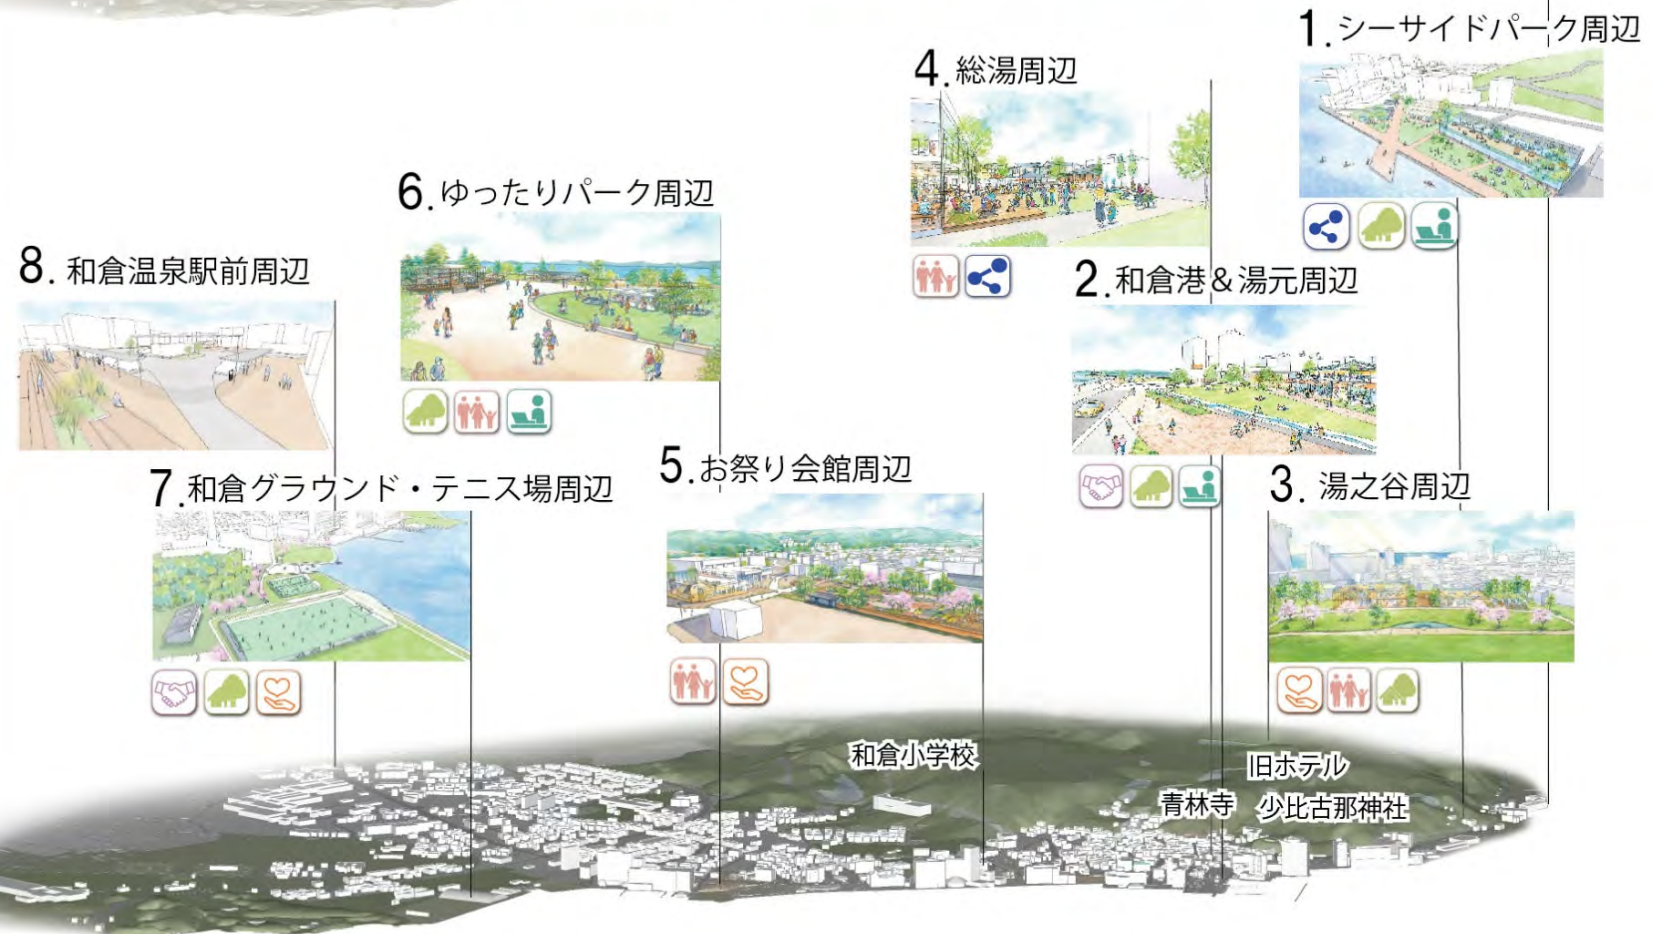 1.シーサイドパーク周辺
4.総湯周辺
6.ゆったりパーク周辺
8.和倉温泉駅前周辺
2.和倉港&湯元周辺
5.お祭り会館周辺
7.和倉グラウンド・テニス場周辺
3.湯之谷周辺
和倉小学校
旧ホテル
青林寺
少比古那神社